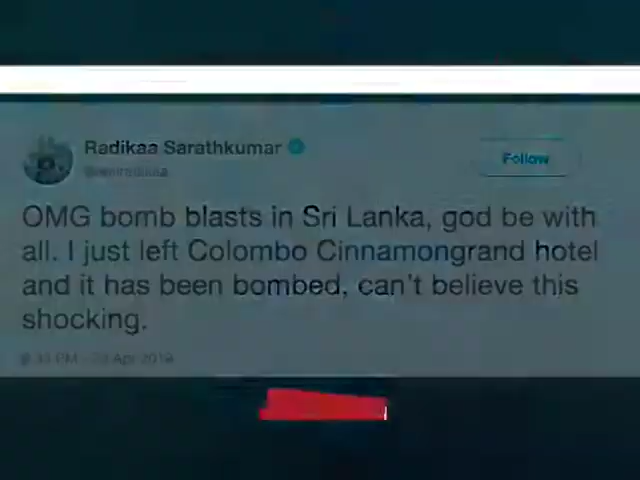 Radikaa Sarathkumar
Follow
OMG bomb blasts in Sri Lanka, god be with
all. I just left Colombo Cinnamongrand hotel
and it has been bombed, can't believe this
shocking.